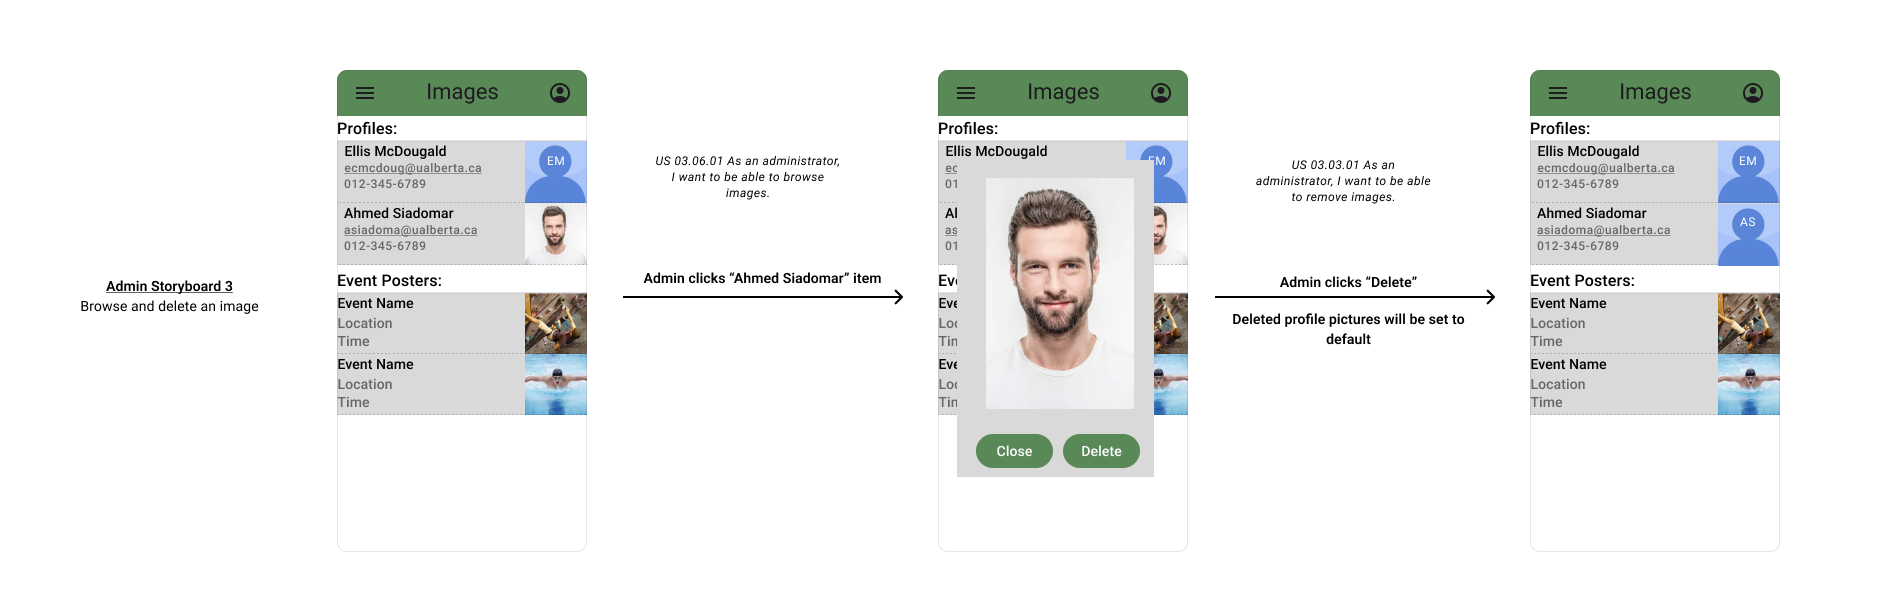 Admin Storyboard 3
Browse and delete an image
Images
Profiles:
Ellis McDougald
ecmcdoug@ualberta.ca
012-345-6789
EM
Ahmed Siadomar
asiadoma@ualberta.ca
012-345-6789
Event Posters:
Event Name
Location
Time
Event Name
Location
Time
US 03.06.01 As an administrator,
I want to be able to browse
images.
Admin clicks “Ahmed Siadomar” item
Images
Profiles:
Ellis McDougald
ec
01
EM
Al
as
01
Eve
Eve
Loc
Tin
Eve
Loc
Tin
Close
Delete
US 03.03.01 As an
administrator, I want to be able
to remove images.
Admin clicks “Delete”
Deleted profile pictures will be set to
default
Images
Profiles:
Ellis McDougald
ecmcdoug@ualberta.ca
012-345-6789
EM
Ahmed Siadomar
asiadoma@ualberta.ca
012-345-6789
AS
Event Posters:
Event Name
Location
Time
Event Name
Location
Time